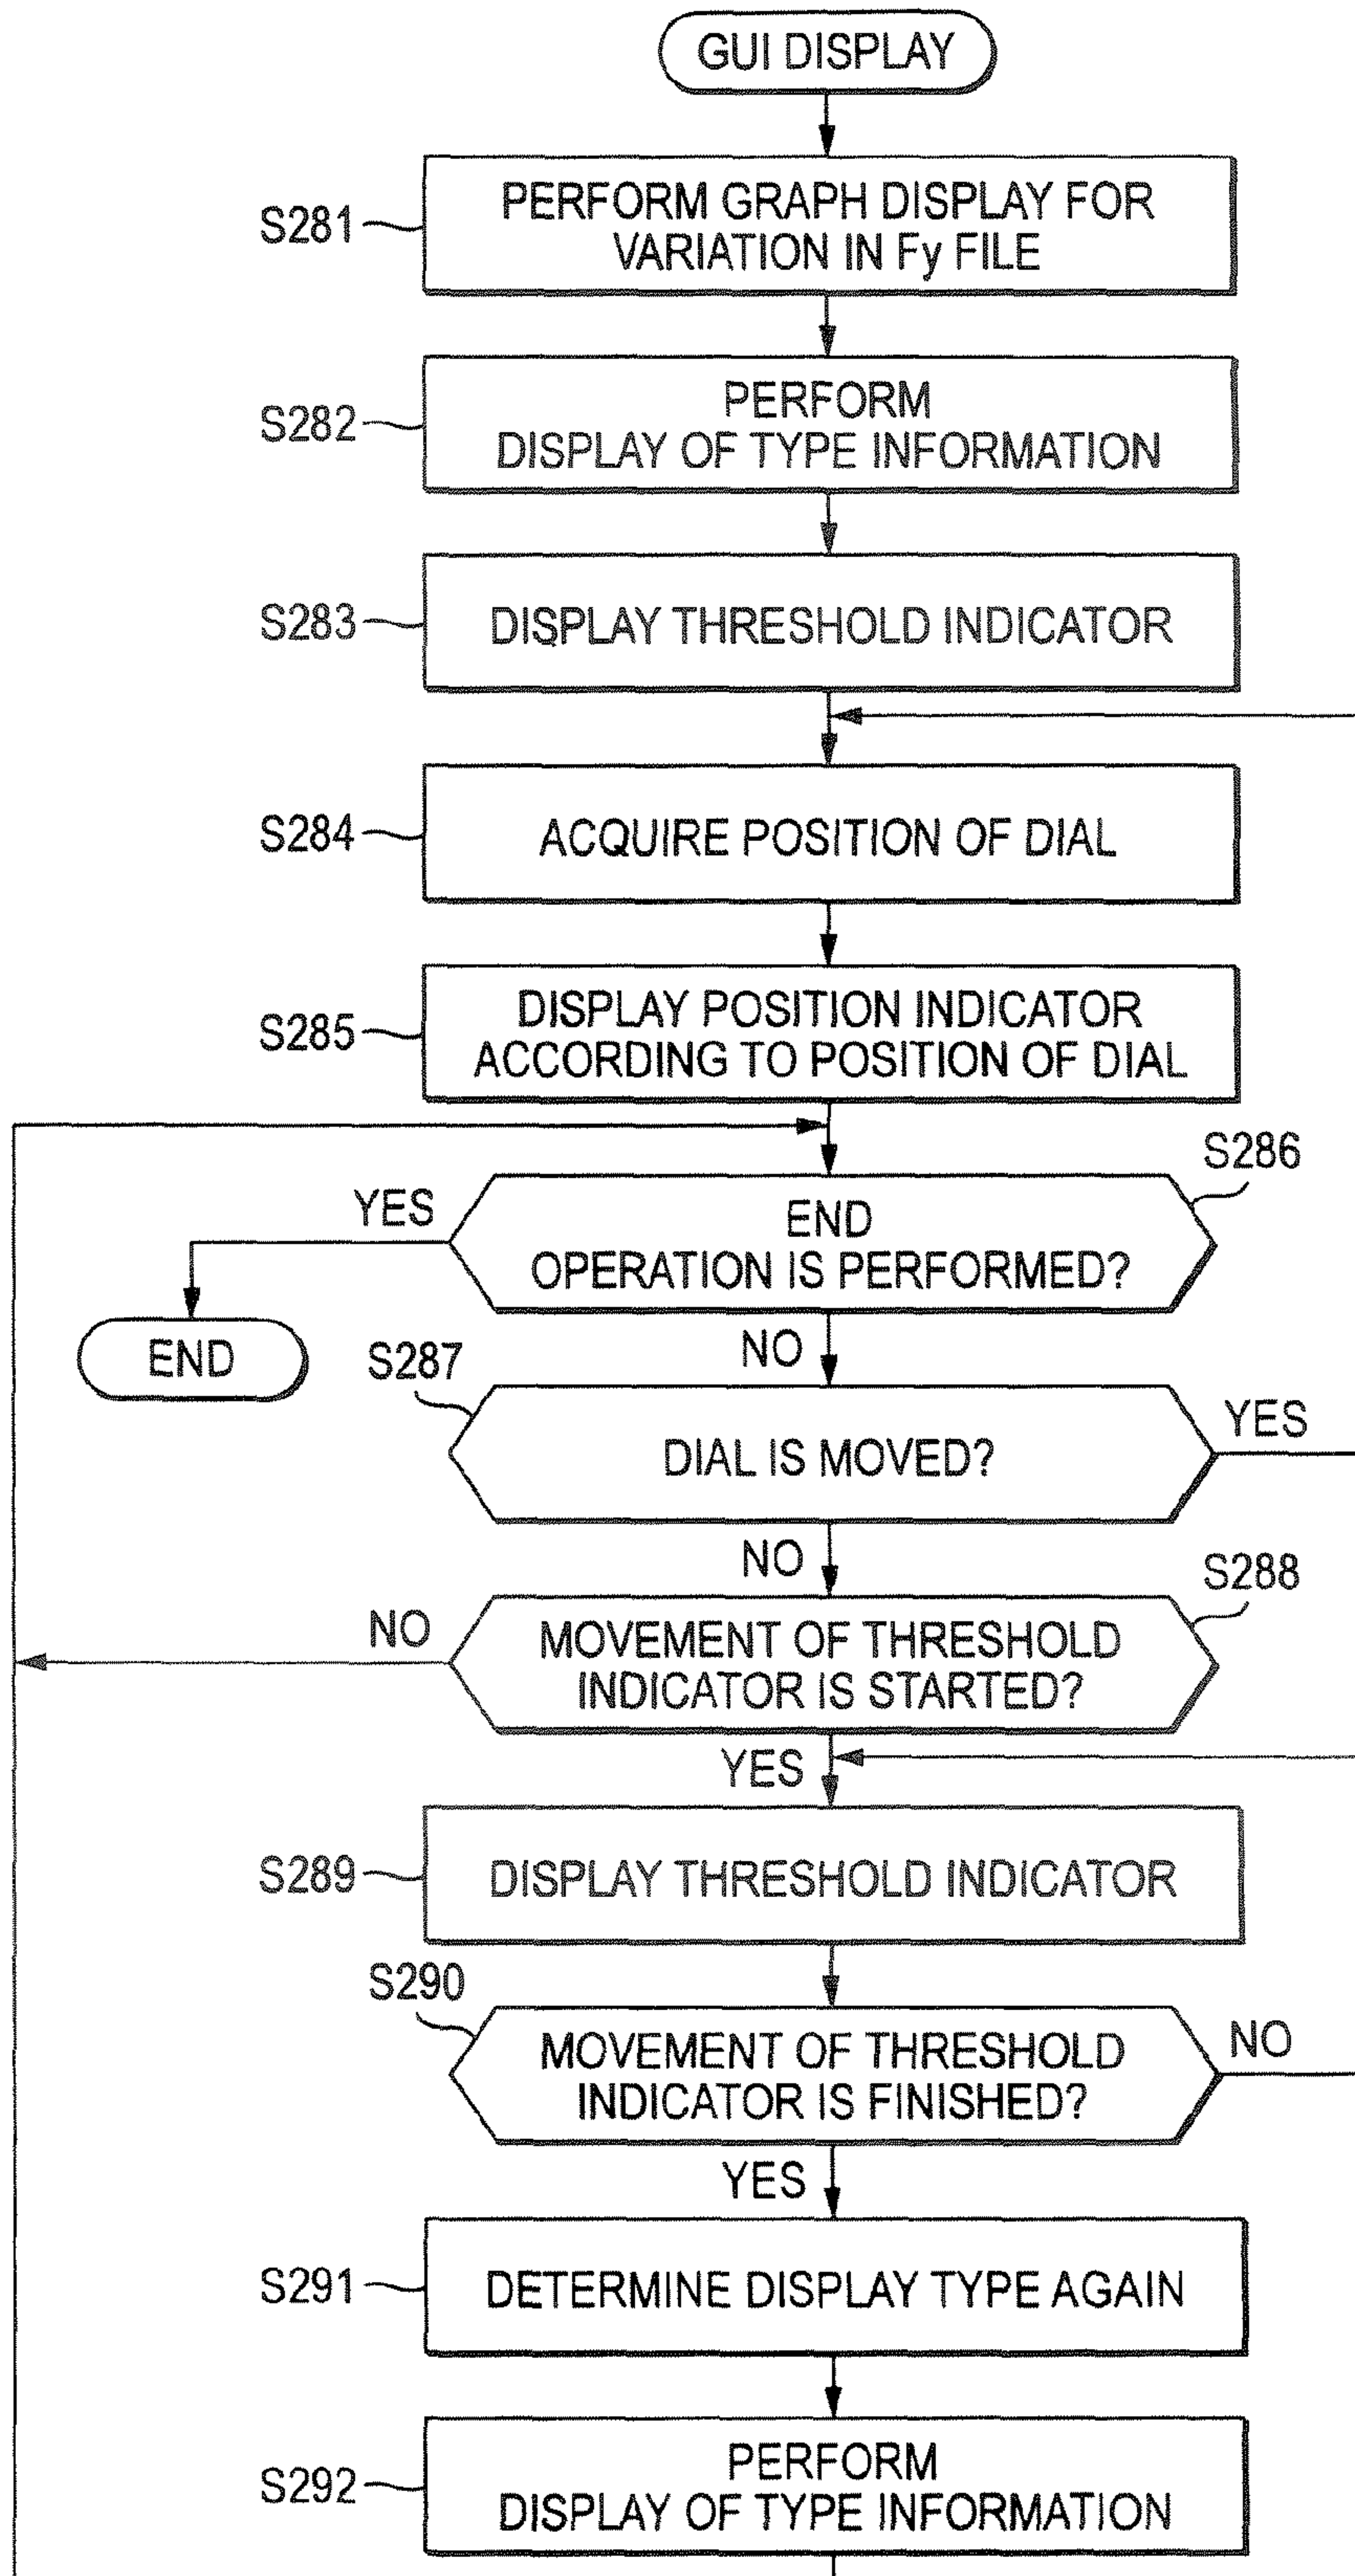 GUI DISPLAY
S281
PERFORM GRAPH DISPLAY FOR
VARIATION IN Fy FILE
S282
PERFORM
DISPLAY OF TYPE INFORMATION
S283
DISPLAY THRESHOLD INDICATOR
S284
ACQUIRE POSITION OF DIAL
S285
DISPLAY POSITION INDICATOR
ACCORDING TO POSITION OF DIAL
S286
YES
END
OPERATION IS PERFORMED?
END
NO
S287
DIAL IS MOVED?
YES
NO
S288
NO
MOVEMENT OF THRESHOLD
INDICATOR IS STARTED?
YES
S289
DISPLAY THRESHOLD INDICATOR
S290
MOVEMENT OF THRESHOLD
INDICATOR IS FINISHED?
NO
YES
S291
DETERMINE DISPLAY TYPE AGAIN
S292
PERFORM
DISPLAY OF TYPE INFORMATION